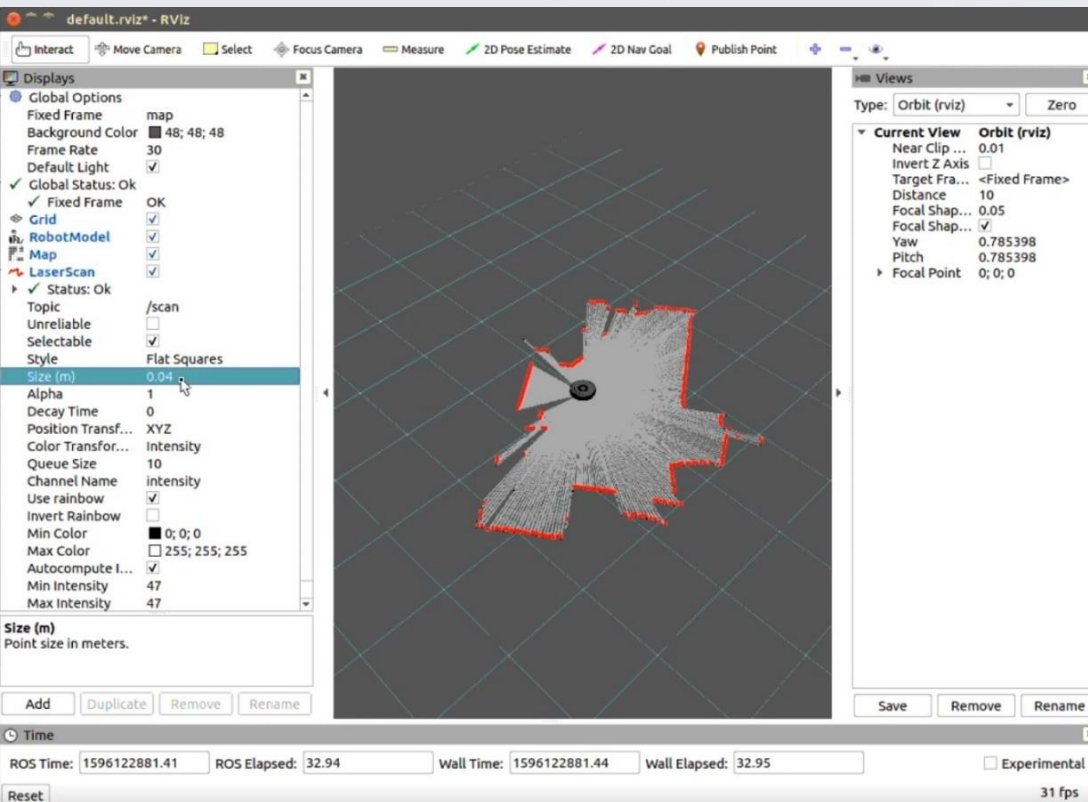 default.rviz* - RViz
Interact Move Camera Select Focus Camera Measure 2D Pose Estimate 2D Nav Goal Publish Point
Displays
Global Options
Fixed Frame map
Background Color 48; 48; 48
Frame Rate 30
Default Light
Global Status: Ok
Fixed Frame OK
Grid
RobotModel
Map
LaserScan
Status: Ok
Topic /scan
Unreliable
Selectable
Style Flat Squares
Size (m) 0.04
Alpha 1
Decay Time 0
Position Transf... XYZ
Color Transfor... Intensity
Queue Size 10
Channel Name intensity
Use rainbow
Invert Rainbow
Min Color 0; 0; 0
Max Color 255; 255; 255
Autocompute I...
Min Intensity 47
Max Intensity 47
Size (m)
Point size in meters.
Add Duplicate Remove Rename
Views
Type: Orbit (rviz) Zero
Current View Orbit (rviz)
Near Clip ... 0.01
Invert Z Axis
Target Fra... <Fixed Frame>
Distance 10
Focal Shap... 0.05
Focal Shap...
Yaw 0.785398
Pitch 0.785398
Focal Point 0; 0; 0
Save Remove Rename
Time
ROS Time: 1596122881.41 ROS Elapsed: 32.94 Wall Time: 1596122881.44 Wall Elapsed: 32.95 Experimental
Reset 31 fps